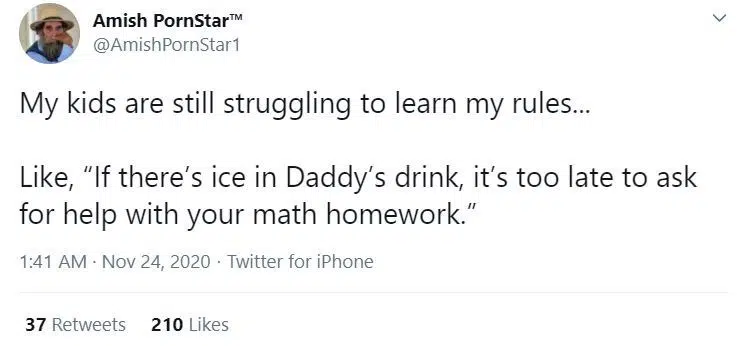 Amish PornStar™
@AmishPornStar1
My kids are still struggling to learn my rules...
Like, “If there’s ice in Daddy’s drink, it’s too late to ask
for help with your math homework.”
1:41 AM · Nov 24, 2020 · Twitter for iPhone
37 Retweets 210 Likes